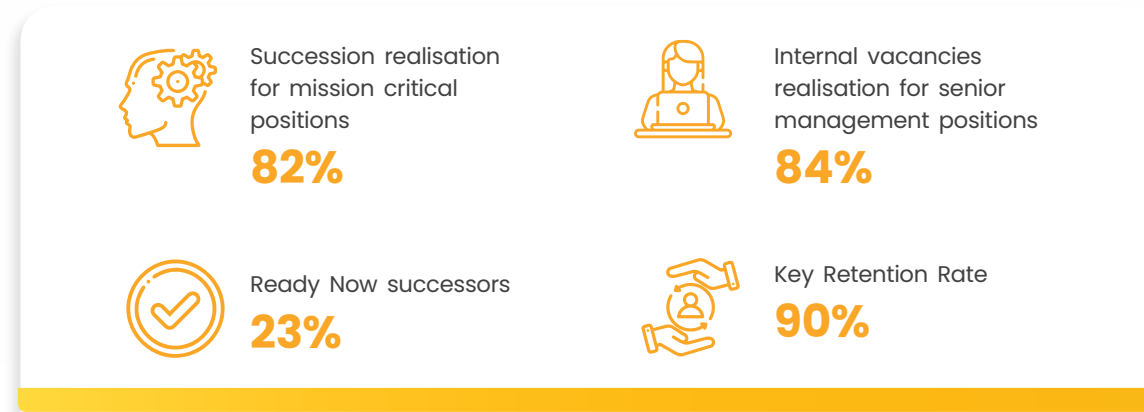 Succession realisation
for mission critical
positions
82%
Internal vacancies
realisation for senior
management positions
84%
Ready Now successors
23%
Key Retention Rate
90%